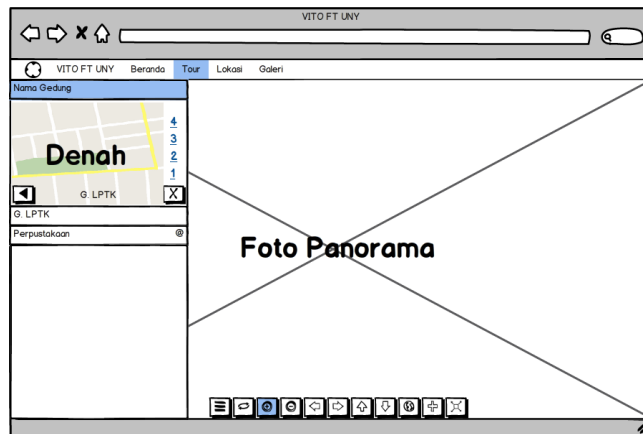 VITO FT UNY
VITO FT UNY Beranda Tour Lokasi Galeri
Nama Gedung
4
3
Denah
2
1
G. LPTK
X
G. LPTK
Perpustakaan @
Foto Panorama